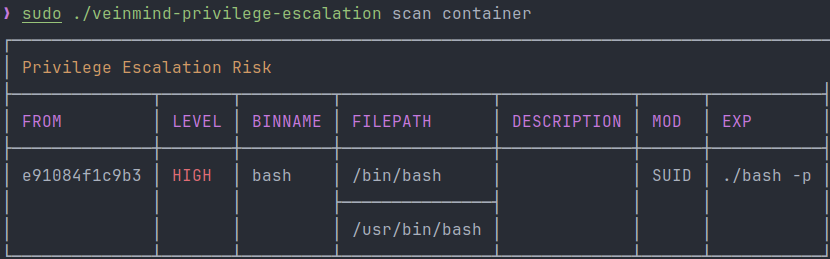 ❯ sudo ./veinmind-privilege-escalation scan container
Privilege Escalation Risk
FROM LEVEL BINNAME FILEPATH DESCRIPTION MOD EXP
e91084f1c9b3 HIGH bash /bin/bash SUID ./bash -p
/usr/bin/bash